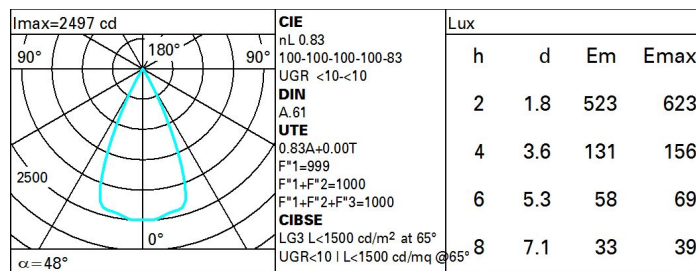 Imax=2497 cd
90° 180° 90°
2500
0°
α=48°
CIE
nL 0.83
100-100-100-100-83
UGR <10-<10
DIN
A.61
UTE
0.83A+0.00T
F"1=999
F"1+F"2=1000
F"1+F"2+F"3=1000
CIBSE
LG3 L<1500 cd/m² at 65°
UGR<10 | L<1500 cd/mq @65°
Lux
h d Em Emax
2 1.8 523 623
4 3.6 131 156
6 5.3 58 69
8 7.1 33 39